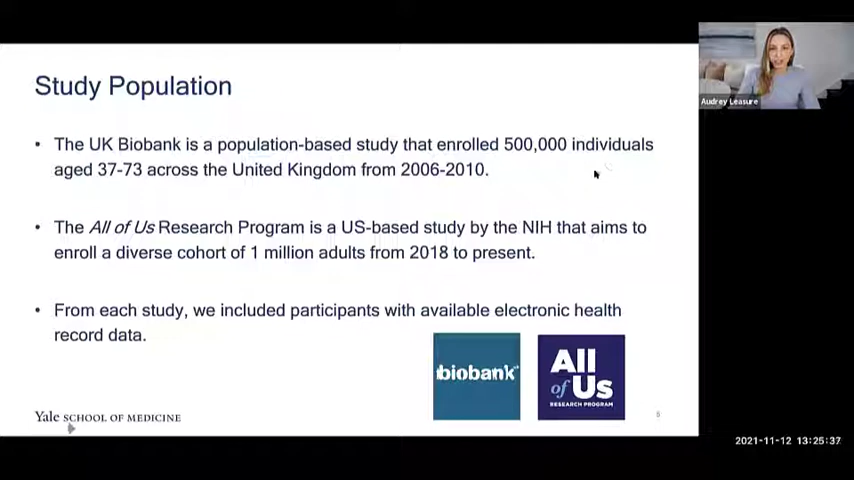 Study Population
• The UK Biobank is a population-based study that enrolled 500,000 individuals
aged 37-73 across the United Kingdom from 2006-2010.
• The All of Us Research Program is a US-based study by the NIH that aims to
enroll a diverse cohort of 1 million adults from 2018 to present.
• From each study, we included participants with available electronic health
record data.
biobank
All
of Us
RESEARCH PROGRAM
Yale SCHOOL OF MEDICINE
5
Audrey Leasure
2021-11-12 13:25:37